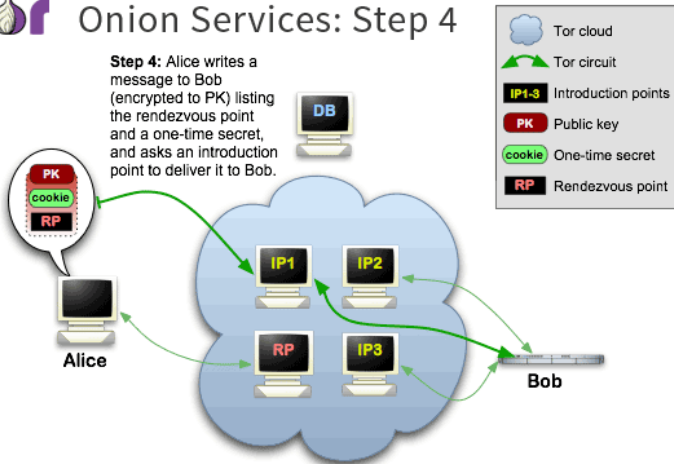 Onion Services: Step 4
Step 4: Alice writes a
message to Bob
(encrypted to PK) listing
the rendezvous point
and a one-time secret,
and asks an introduction
point to deliver it to Bob.
DB
Tor cloud
Tor circuit
IP1-3 Introduction points
PK Public key
cookie One-time secret
RP Rendezvous point
PK
cookie
RP
IP1
IP2
RP
IP3
Alice
Bob